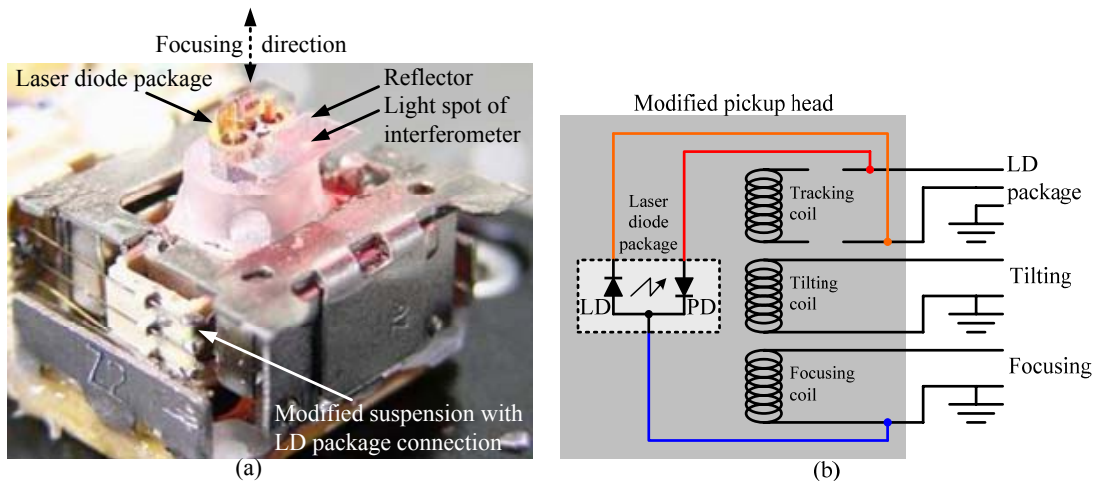 Focusing direction
Laser diode package
Reflector
Light spot of
interferometer
Modified suspension with
LD package connection
(a)
Modified pickup head
LD
package
Tracking
coil
Laser
diode
package
LD
PD
Tilting
Tilting
coil
Focusing
Focusing
coil
(b)